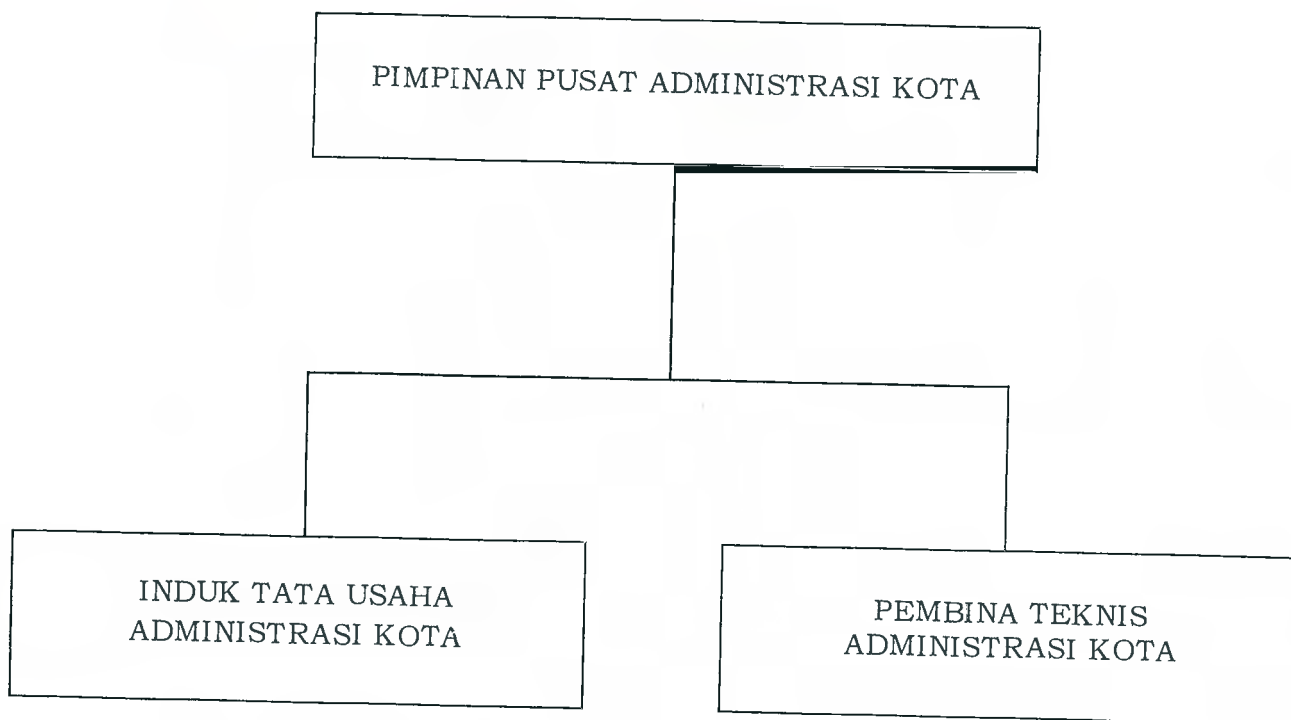 PIMPINAN PUSAT ADMINISTRASI KOTA
INDUK TATA USAHA
ADMINISTRASI KOTA
PEMBINA TEKNIS
ADMINISTRASI KOTA